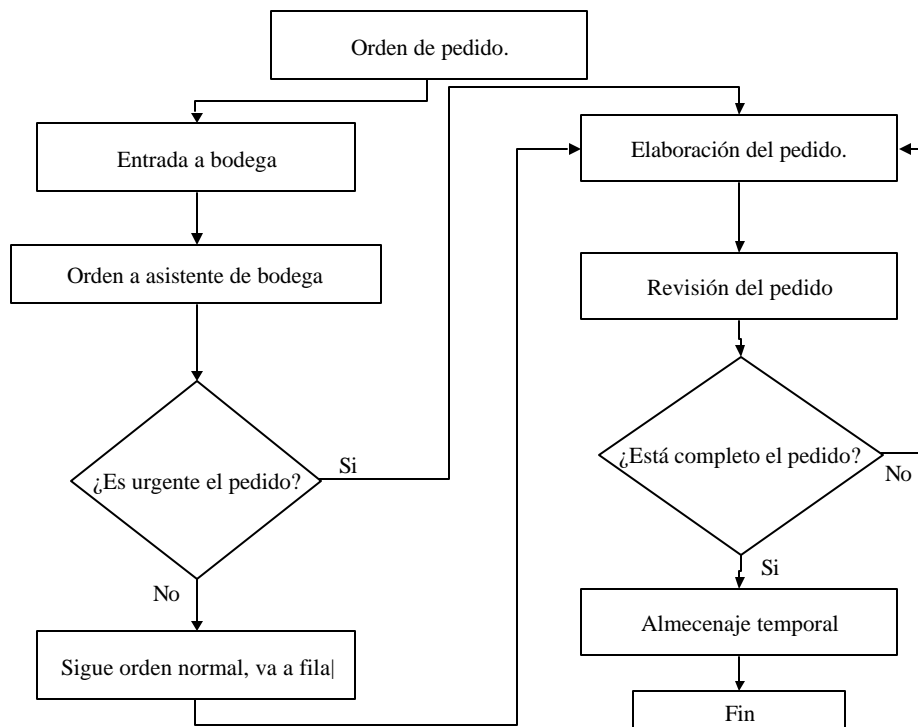 Orden de pedido.
Entrada a bodega
Orden a asistente de bodega
¿Es urgente el pedido?
Si
No
Sigue orden normal, va a fila|
Elaboración del pedido.
Revisión del pedido
¿Está completo el pedido?
No
Si
Almecenaje temporal
Fin